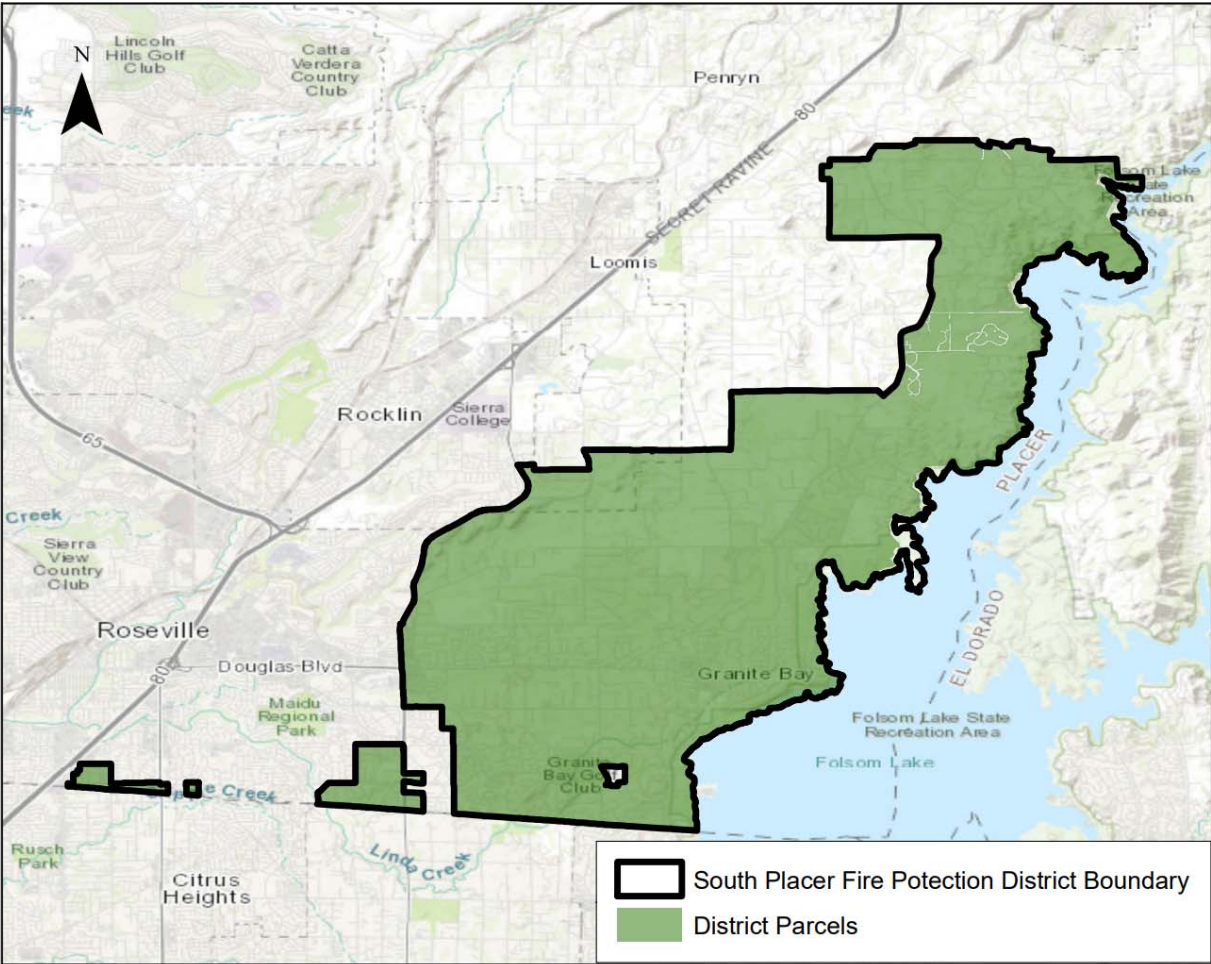 Lincoln
Hills Golf
Club
Catta
Verdera
Country
Club
N
Penryn
80
eek
SECRET RAVINE
Folsom Lake
State
Recreation
Area
Loomis
Rocklin
Sierra
College
65
PLACER
Creek
Sierra
View
Country
Club
EL DORADO
Roseville
Douglas Blvd
80
Granite Bay
Maidu
Regional
Park
Folsom Lake State
Recreation Area
Granite
Bay Golf
Club
Folsom Lake
Creek
Rusch
Park
Linda Creek
Citrus
Heights
South Placer Fire Potection District Boundary
District Parcels